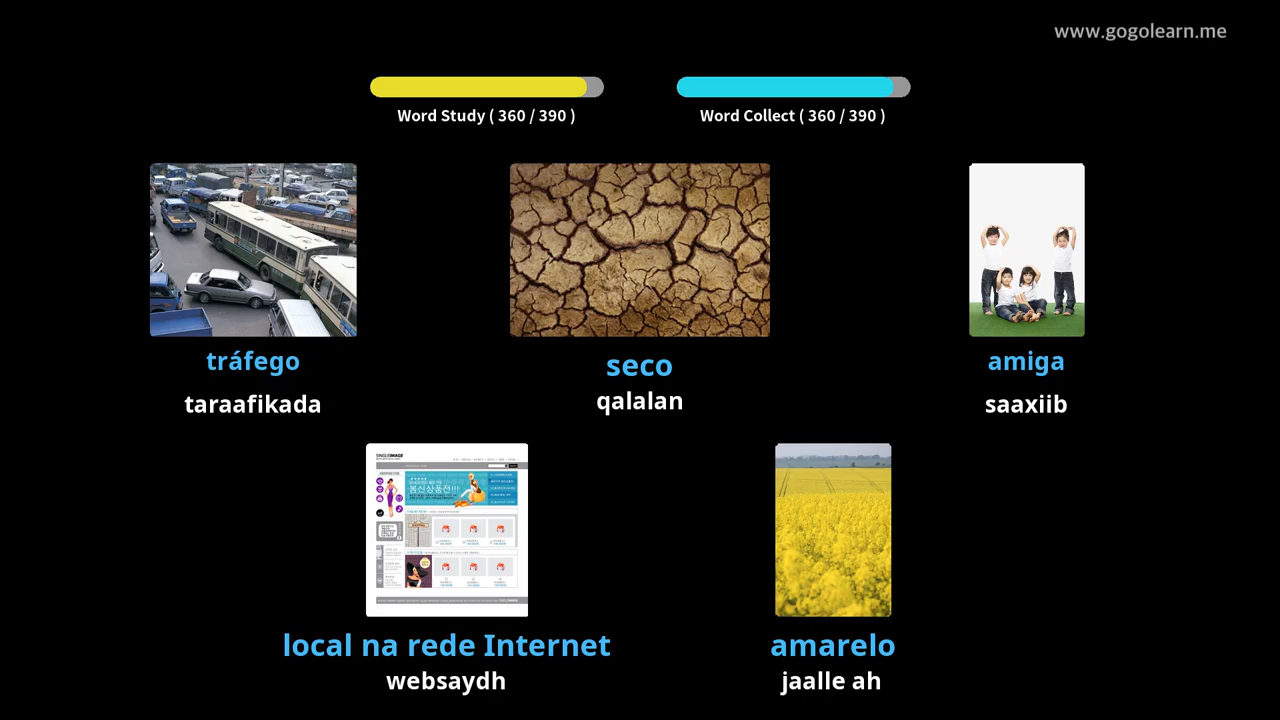 www.gogolearn.me
Word Study ( 360 / 390 )
Word Collect ( 360 / 390 )
tráfego
taraafikada
seco
qalalan
amiga
saaxiib
local na rede Internet
websaydh
amarelo
jaalle ah